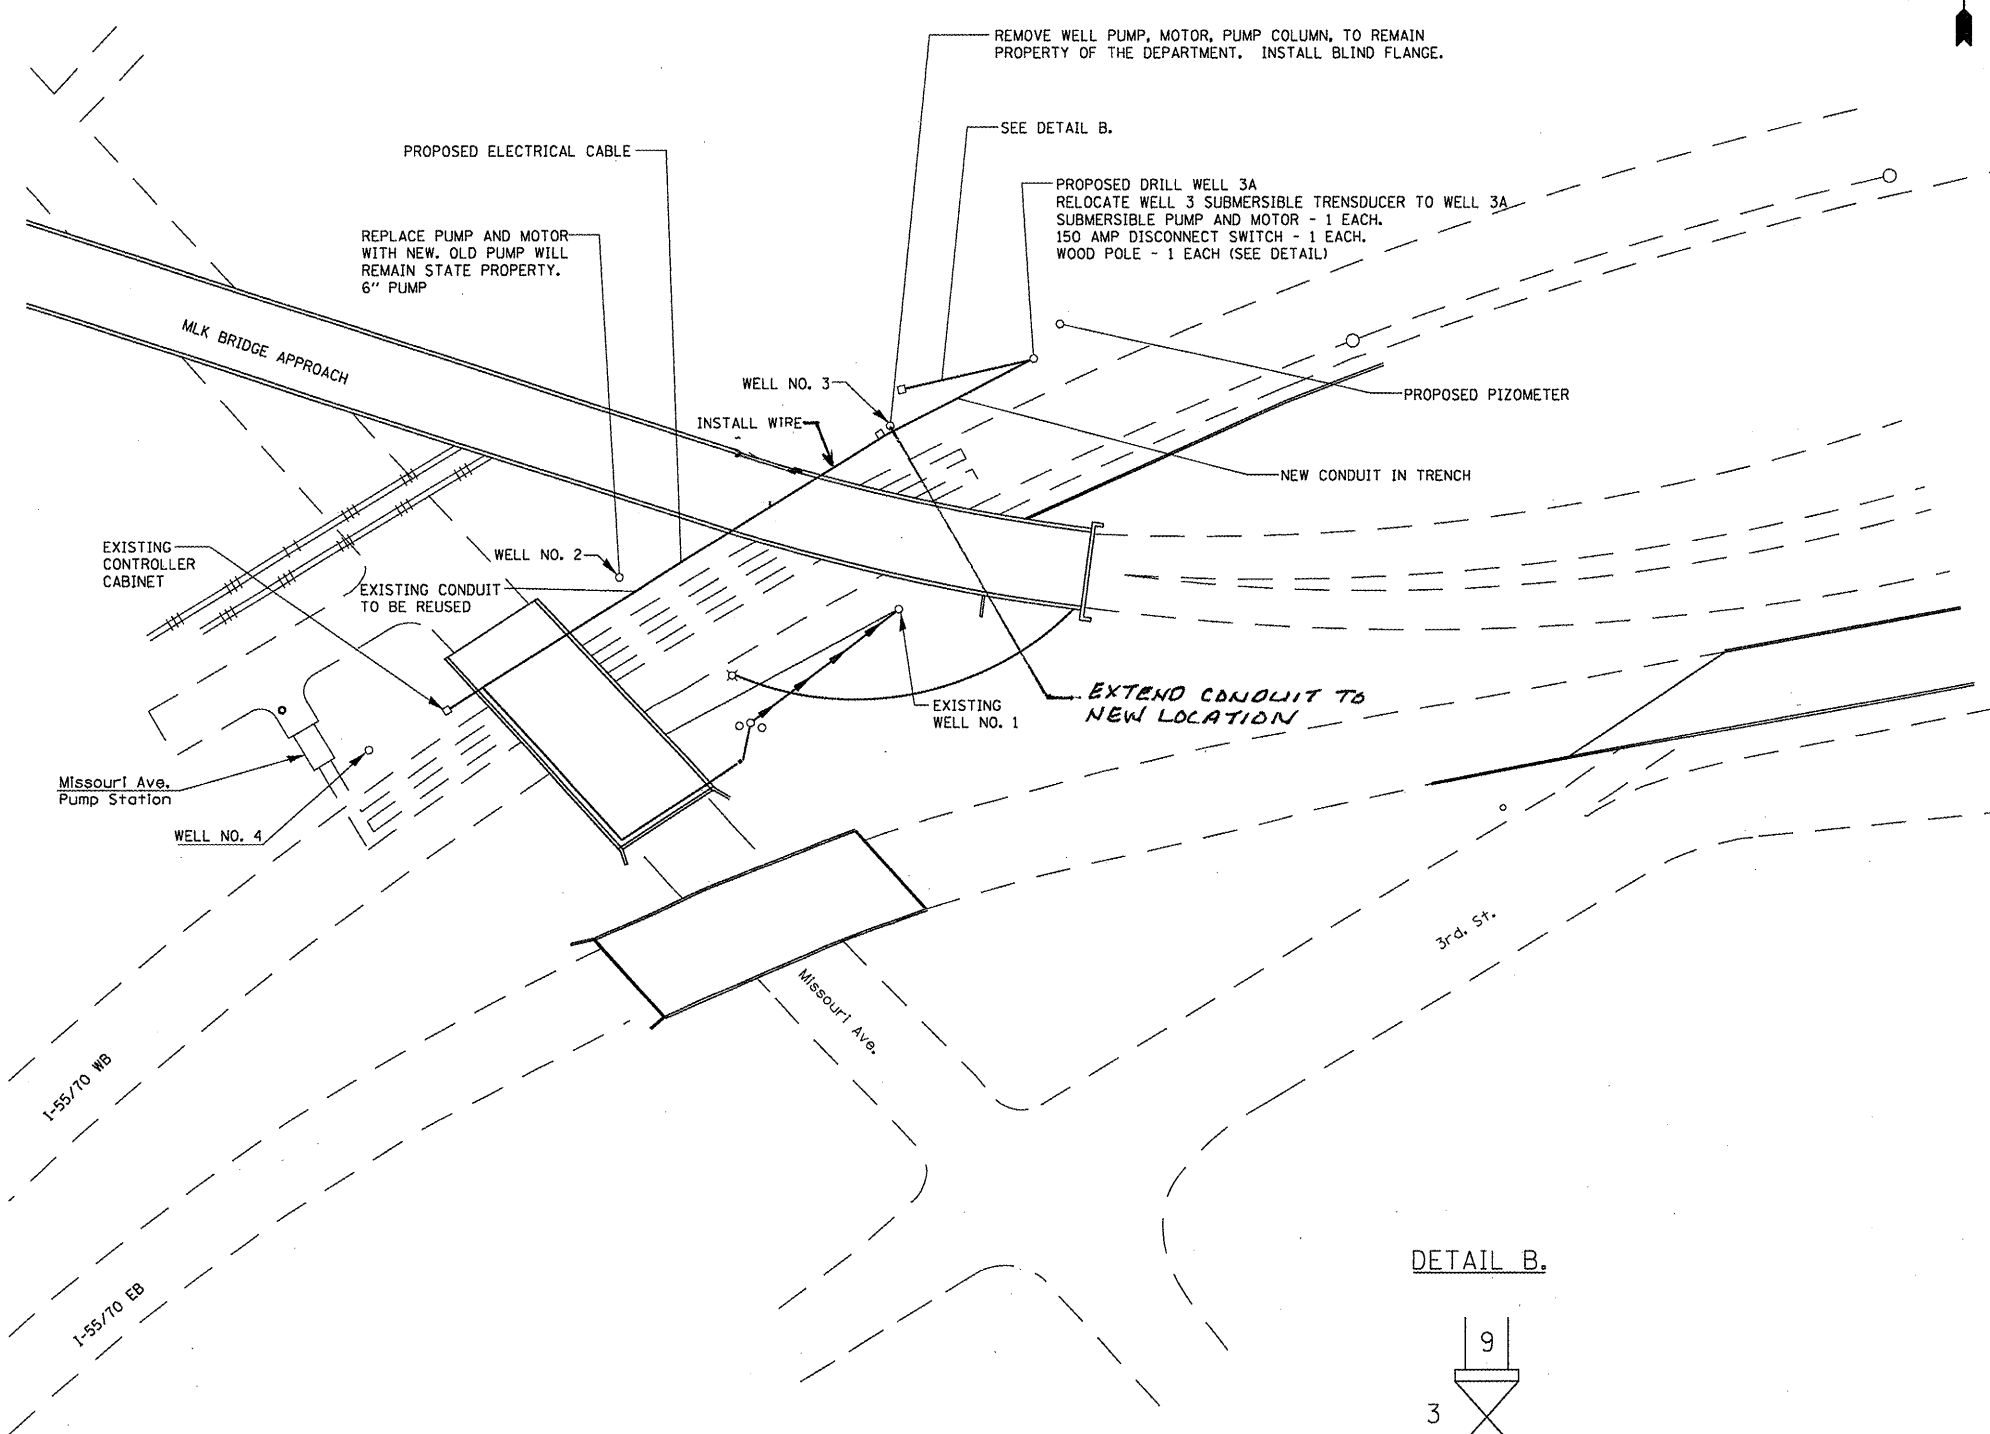 REMOVE WELL PUMP, MOTOR, PUMP COLUMN, TO REMAIN
PROPERTY OF THE DEPARTMENT. INSTALL BLIND FLANGE.
SEE DETAIL B.
PROPOSED ELECTRICAL CABLE
PROPOSED DRILL WELL 3A
RELOCATE WELL 3 SUBMERSIBLE TRENSDUCER TO WELL 3A
SUBMERSIBLE PUMP AND MOTOR - 1 EACH.
150 AMP DISCONNECT SWITCH - 1 EACH.
WOOD POLE - 1 EACH (SEE DETAIL)
REPLACE PUMP AND MOTOR
WITH NEW. OLD PUMP WILL
REMAIN STATE PROPERTY.
6" PUMP
MLK BRIDGE APPROACH
WELL NO. 3
PROPOSED PIZOMETER
INSTALL WIRE
NEW CONDUIT IN TRENCH
EXISTING
CONTROLLER
CABINET
WELL NO. 2
EXISTING CONDUIT
TO BE REUSED
EXTEND CONDUIT TO
NEW LOCATION
EXISTING
WELL NO. 1
Missouri Ave.
Pump Station
WELL NO. 4
3rd. St.
Missouri Ave.
I-55/70 WB
I-55/70 EB
DETAIL B.
9
3